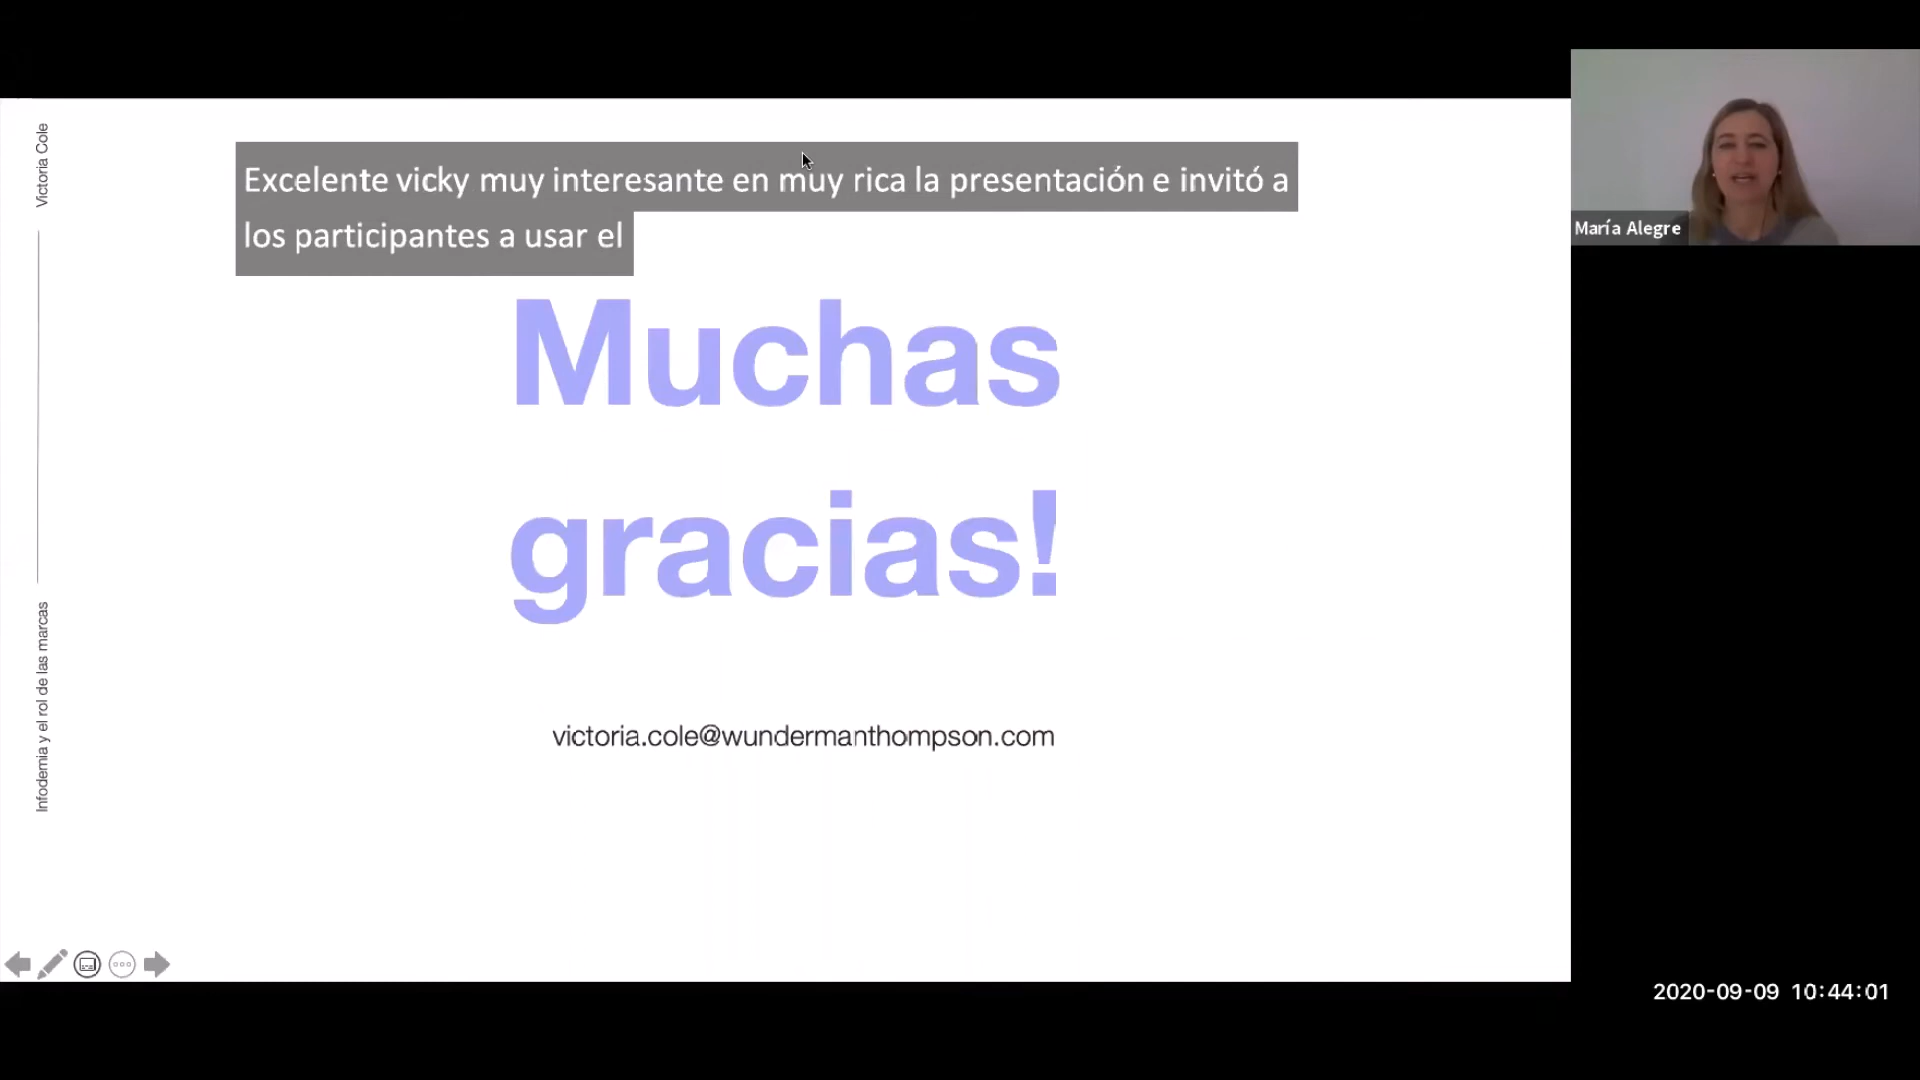 Victoria Cole
Infodemia y el rol de las marcas
Excelente vicky muy interesante en muy rica la presentación e invitó a
los participantes a usar el
Muchas
gracias!
victoria.cole@wundermanthompson.com
María Alegre
2020-09-09 10:44:01